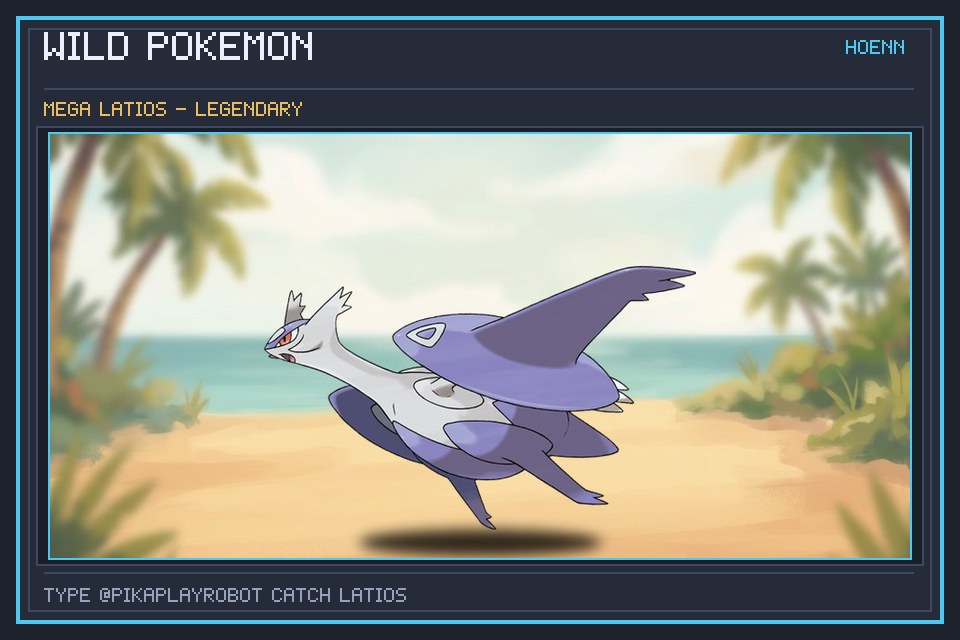 WILD POKEMON
HOENN
MEGA LATIOS - LEGENDARY
TYPE @PIKAPLAYROBOT CATCH LATIOS